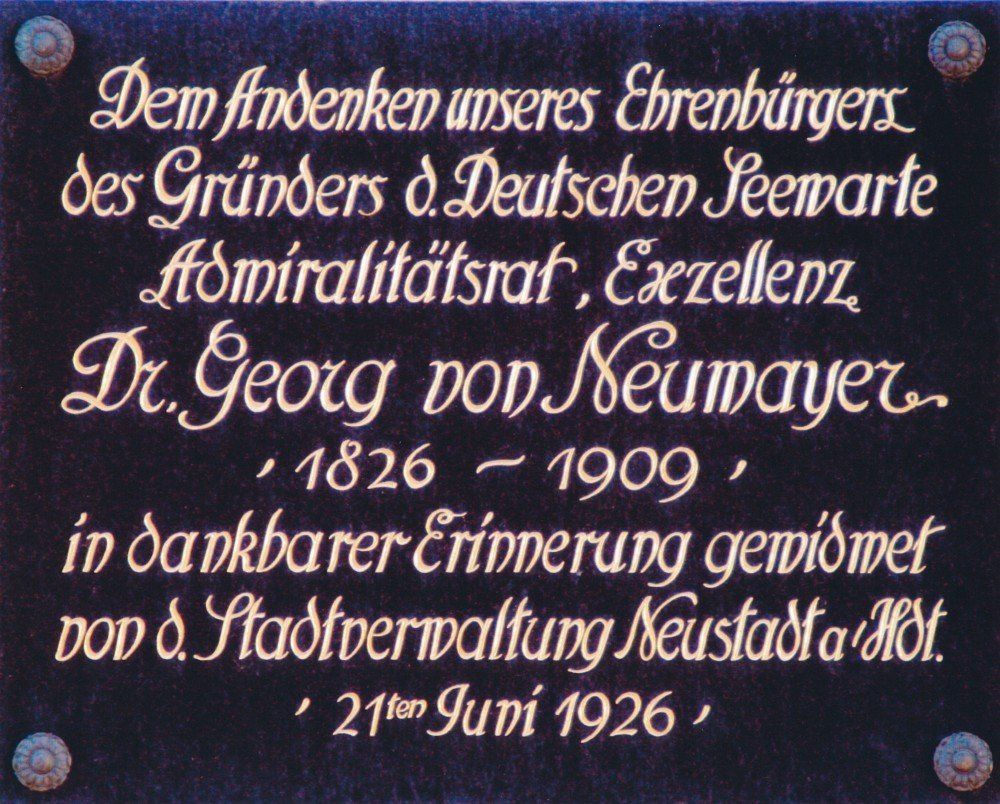 Dem Andenken unseres Ehrenbürgers
des Gründers d. Deutschen Seewarte
Admiralitätsrat, Exzellenz
Dr. Georg von Neumayer
, 1826 ~ 1909 ,
in dankbarer Erinnerung gewidmet
von d. Stadtverwaltung Neustadt a/Hdt.
, 21ten Juni 1926 ,